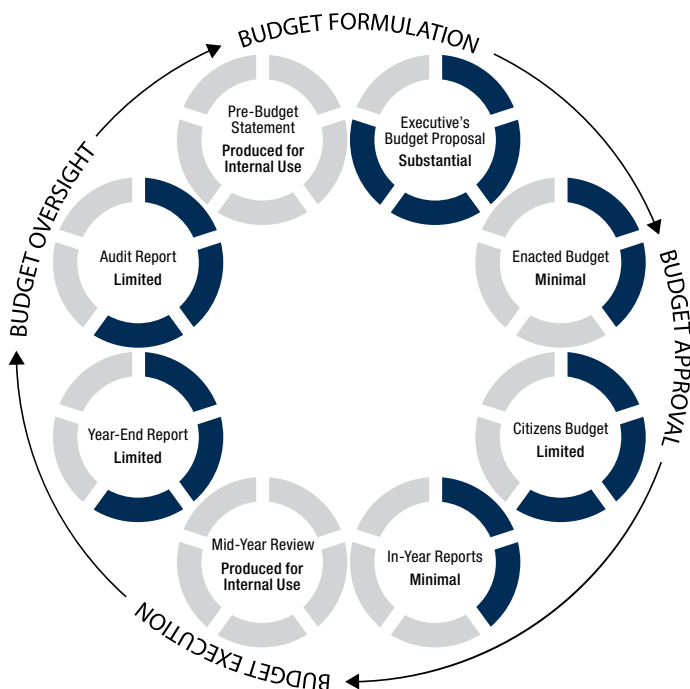 BUDGET FORMULATION
Pre-Budget
Statement
Produced for
Internal Use
Executive's
Budget Proposal
Substantial
BUDGET OVERSIGHT
Audit Report
Limited
Enacted Budget
Minimal
BUDGET APPROVAL
Year-End Report
Limited
Citizens Budget
Limited
Mid-Year Review
Produced for
Internal Use
In-Year Reports
Minimal
BUDGET EXECUTION